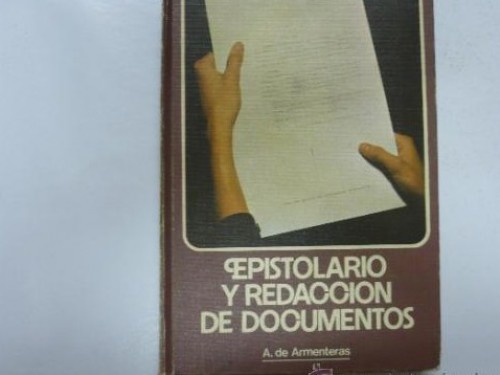 EPISTOLARIO
Y REDACCION
DE DOCUMENTOS
A. de Armenteras